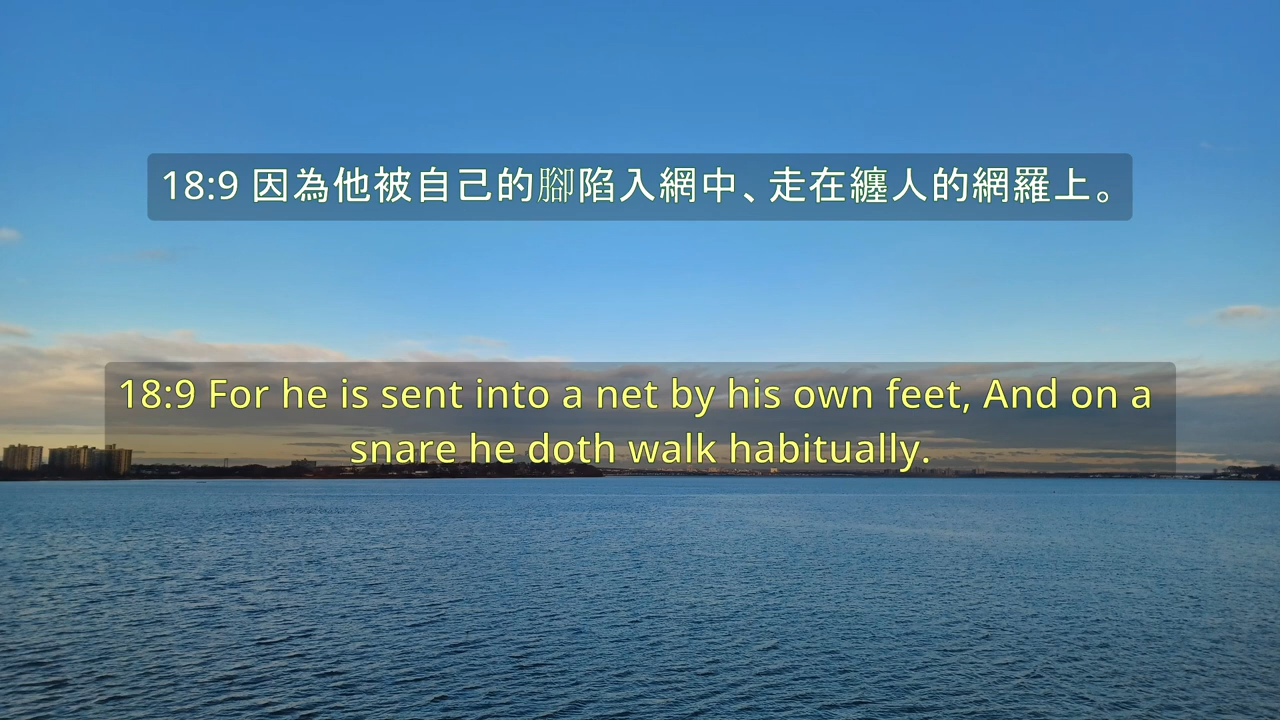 18:9 因為他被自己的腳陷入網中、走在纏人的網羅上。
18:9 For he is sent into a net by his own feet, And on a
snare he doth walk habitually.